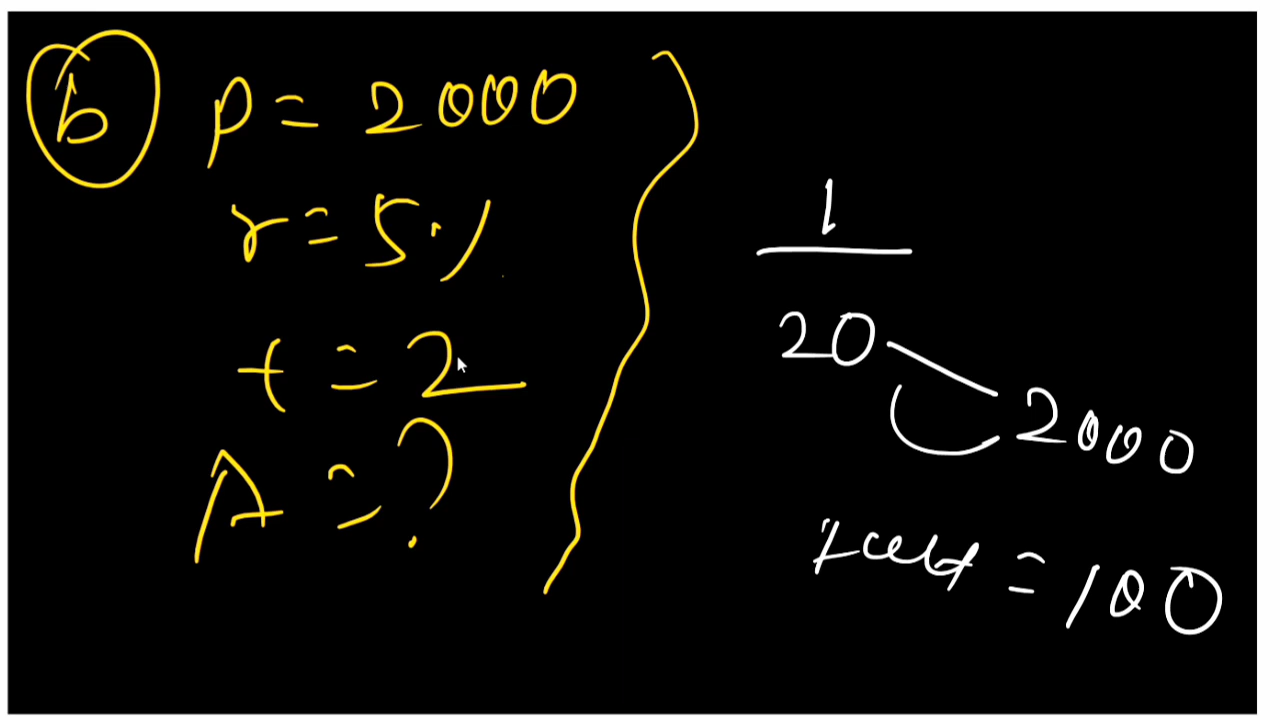 b
P = 2000
r = 5%
t = 2
A = ?
1
20
2000
= 100